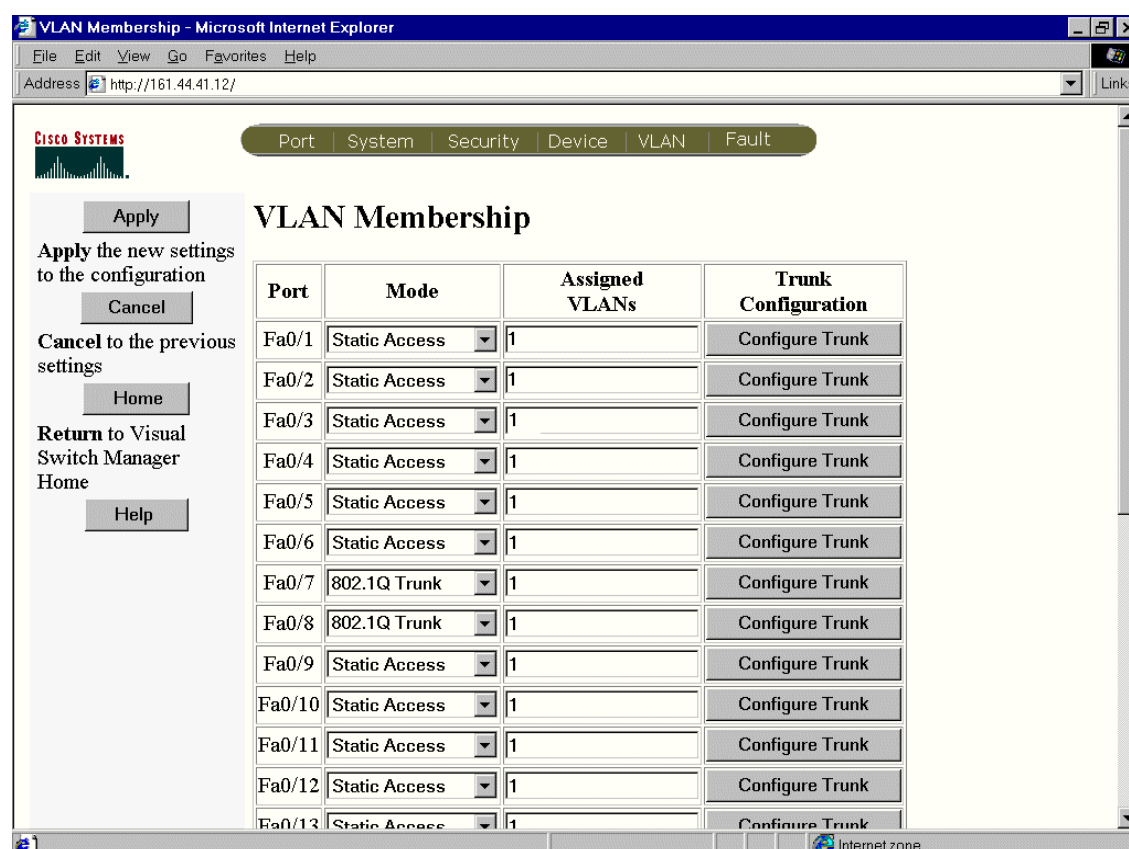 VLAN Membership - Microsoft Internet Explorer
File Edit View Go Favorites Help
Address http://161.44.41.12/ Links
CISCO SYSTEMS
Port | System | Security | Device | VLAN | Fault
Apply
Apply the new settings
to the configuration
Cancel
Cancel to the previous
settings
Home
Return to Visual
Switch Manager
Home
Help
VLAN Membership
Port Mode Assigned VLANs Trunk Configuration
Fa0/1 Static Access 1 Configure Trunk
Fa0/2 Static Access 1 Configure Trunk
Fa0/3 Static Access 1 Configure Trunk
Fa0/4 Static Access 1 Configure Trunk
Fa0/5 Static Access 1 Configure Trunk
Fa0/6 Static Access 1 Configure Trunk
Fa0/7 802.1Q Trunk 1 Configure Trunk
Fa0/8 802.1Q Trunk 1 Configure Trunk
Fa0/9 Static Access 1 Configure Trunk
Fa0/10 Static Access 1 Configure Trunk
Fa0/11 Static Access 1 Configure Trunk
Fa0/12 Static Access 1 Configure Trunk
Fa0/13 Static Access 1 Configure Trunk
Internet zone